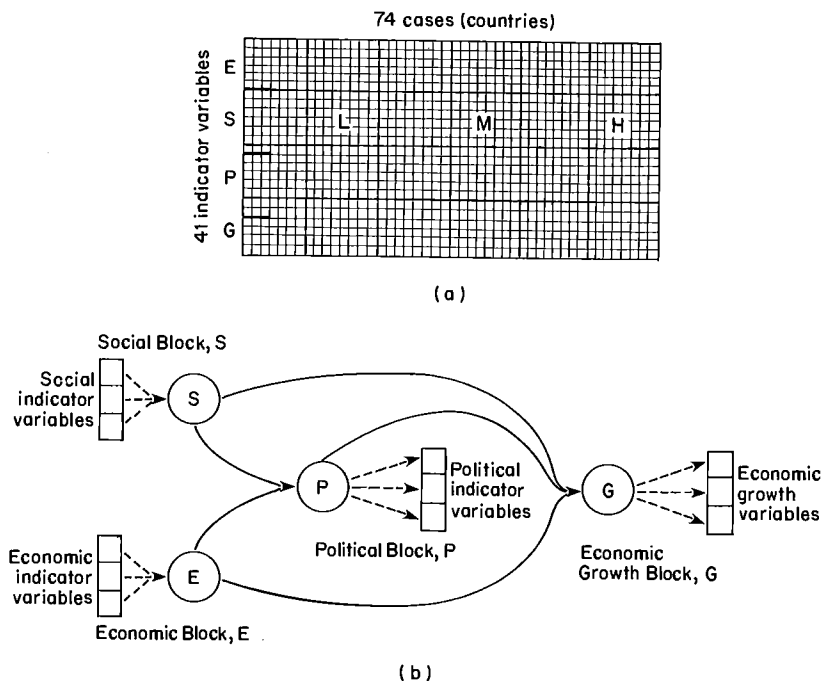 74 cases (countries)
41 indicator variables
E
S
P
G
L
M
H
(a)
Social Block, S
Social
indicator
variables
S
P
Political
indicator
variables
Political Block, P
G
Economic
growth
variables
Economic
Growth Block, G
Economic
indicator
variables
E
Economic Block, E
(b)